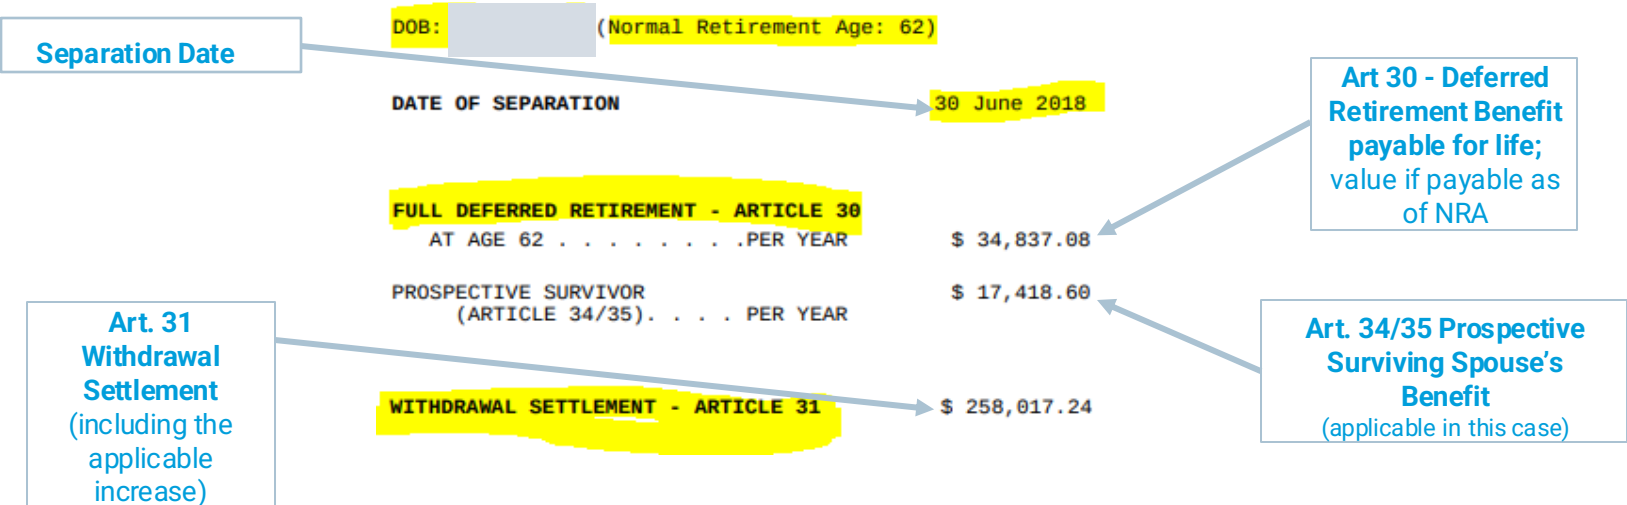 DOB: (Normal Retirement Age: 62)
Separation Date
DATE OF SEPARATION 30 June 2018
Art 30 - Deferred
Retirement Benefit
payable for life;
value if payable as
of NRA
FULL DEFERRED RETIREMENT - ARTICLE 30
AT AGE 62 . . . . . . . .PER YEAR $ 34,837.08
PROSPECTIVE SURVIVOR $ 17,418.60
(ARTICLE 34/35). . . . PER YEAR
Art. 31
Withdrawal
Settlement
(including the
applicable
increase)
Art. 34/35 Prospective
Surviving Spouse’s
Benefit
(applicable in this case)
WITHDRAWAL SETTLEMENT - ARTICLE 31 $ 258,017.24